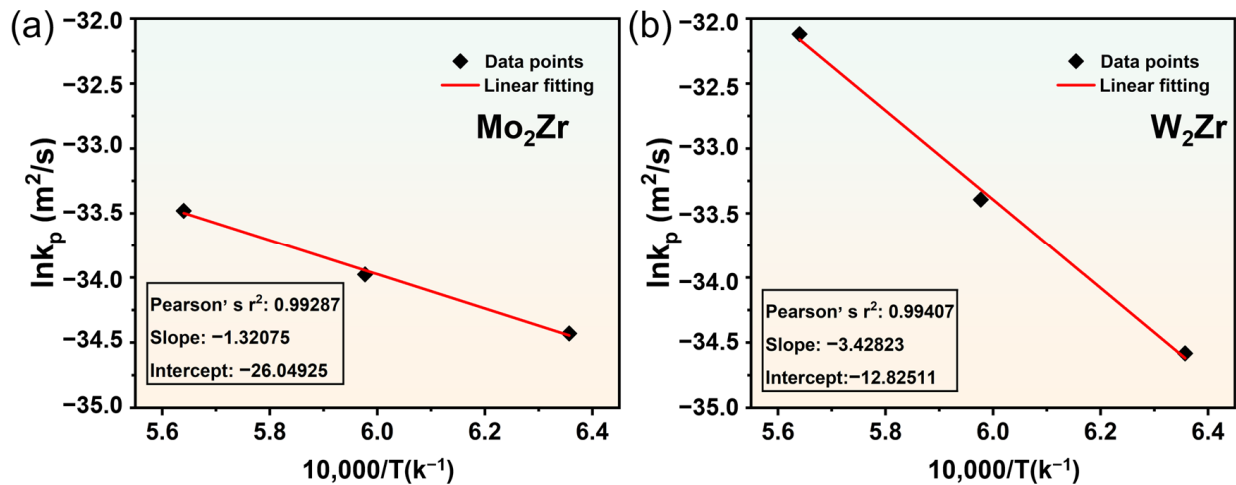 (a)
−32.0
−32.5
−33.0
−33.5
−34.0
−34.5
−35.0
lnkₚ (m²/s)
Data points
Linear fitting
Mo₂Zr
Pearson’ s r²: 0.99287
Slope: −1.32075
Intercept: −26.04925
5.6 5.8 6.0 6.2 6.4
10,000/T(k⁻¹)
(b)
−32.0
−32.5
−33.0
−33.5
−34.0
−34.5
−35.0
lnkₚ (m²/s)
Data points
Linear fitting
W₂Zr
Pearson’ s r²: 0.99407
Slope: −3.42823
Intercept:−12.82511
5.6 5.8 6.0 6.2 6.4
10,000/T(k⁻¹)